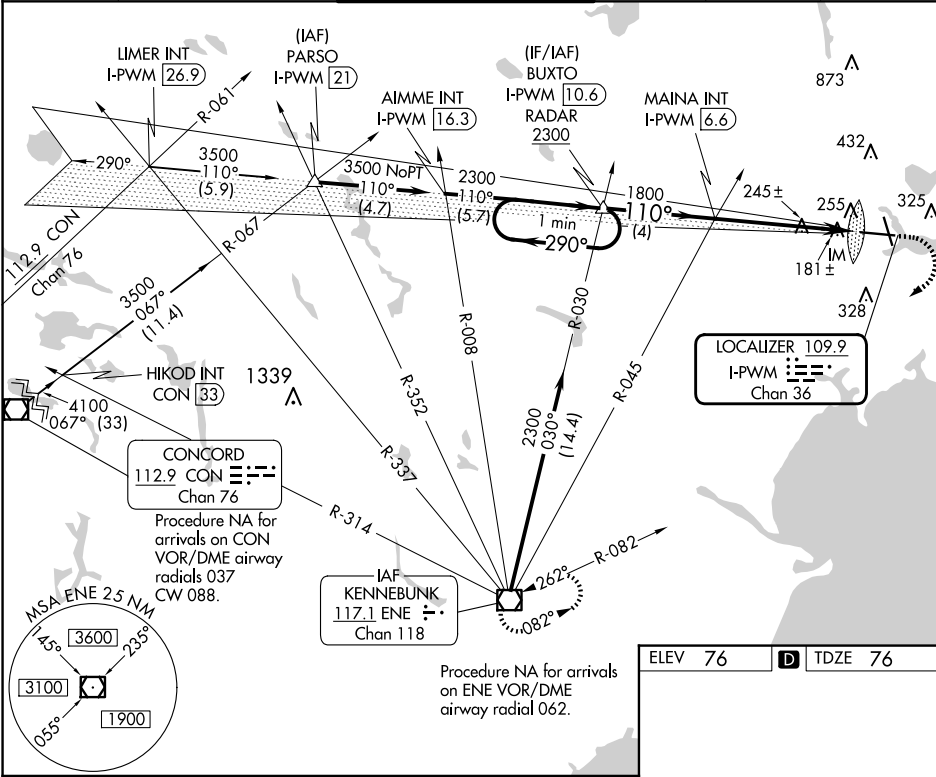 LIMER INT
I-PWM 26.9
(IAF)
PARSO
I-PWM 21
AIMME INT
I-PWM 16.3
(IF/IAF)
BUXTO
I-PWM 10.6
RADAR
2300
MAINA INT
I-PWM 6.6
873
432
325±
255
245±
181±
IM
328
R-061
290°
3500
110°
(5.9)
3500 NoPT
110°
(4.7)
2300
110°
(5.7)
1 min
290°
1800
110°
(4)
R-067
112.9 CON
Chan 76
3500
067°
(11.4)
R-008
R-030
R-045
R-352
R-337
R-314
2300
030°
(14.4)
LOCALIZER 109.9
I-PWM
Chan 36
HIKOD INT
CON 33
1339
4100
067° (33)
CONCORD
112.9 CON
Chan 76
Procedure NA for
arrivals on CON
VOR/DME airway
radials 037
CW 088.
IAF
KENNEBUNK
117.1 ENE
Chan 118
262°
R-082
082°
Procedure NA for arrivals
on ENE VOR/DME
airway radial 062.
MSA ENE 25 NM
145°
3600
235°
3100
055°
1900
ELEV 76
D
TDZE 76